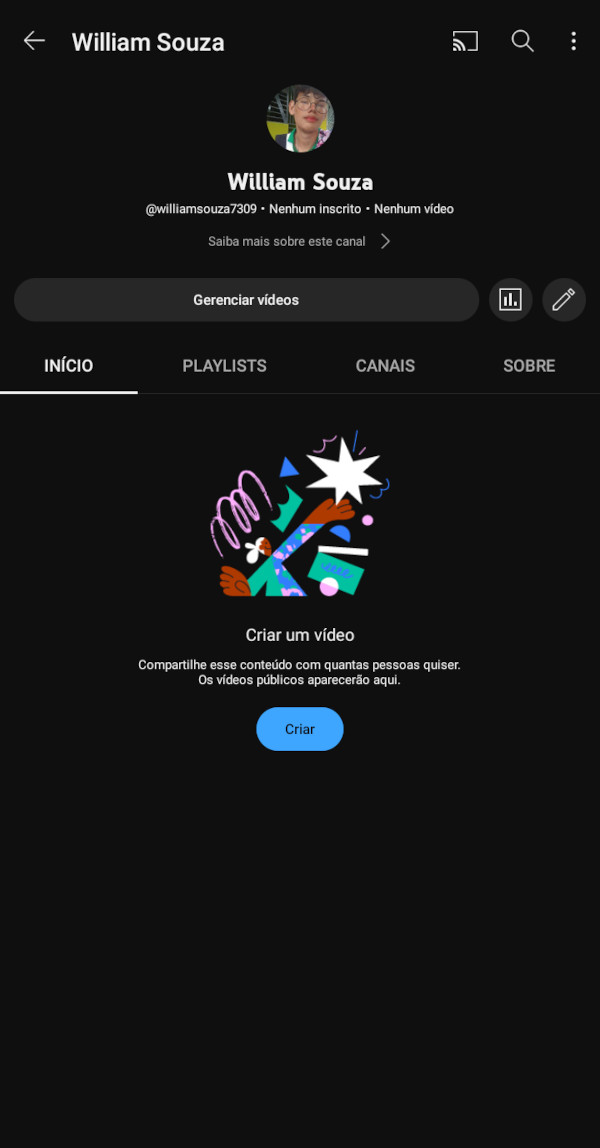 William Souza
William Souza
@williamsouza7309 • Nenhum inscrito • Nenhum vídeo
Saiba mais sobre este canal
Gerenciar vídeos
INÍCIO PLAYLISTS CANAIS SOBRE
Criar um vídeo
Compartilhe esse conteúdo com quantas pessoas quiser.
Os vídeos públicos aparecerão aqui.
Criar